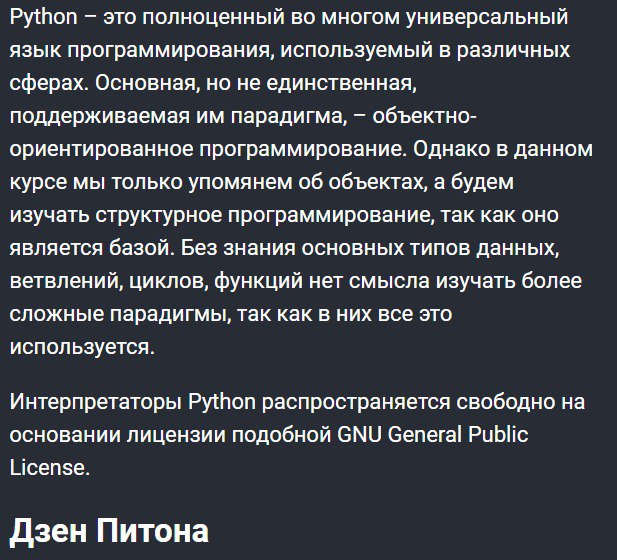 Python – это полноценный во многом универсальный
язык программирования, используемый в различных
сферах. Основная, но не единственная,
поддерживаемая им парадигма, – объектно-
ориентированное программирование. Однако в данном
курсе мы только упомянем об объектах, а будем
изучать структурное программирование, так как оно
является базой. Без знания основных типов данных,
ветвлений, циклов, функций нет смысла изучать более
сложные парадигмы, так как в них все это
используется.
Интерпретаторы Python распространяется свободно на
основании лицензии подобной GNU General Public
License.
Дзен Питона